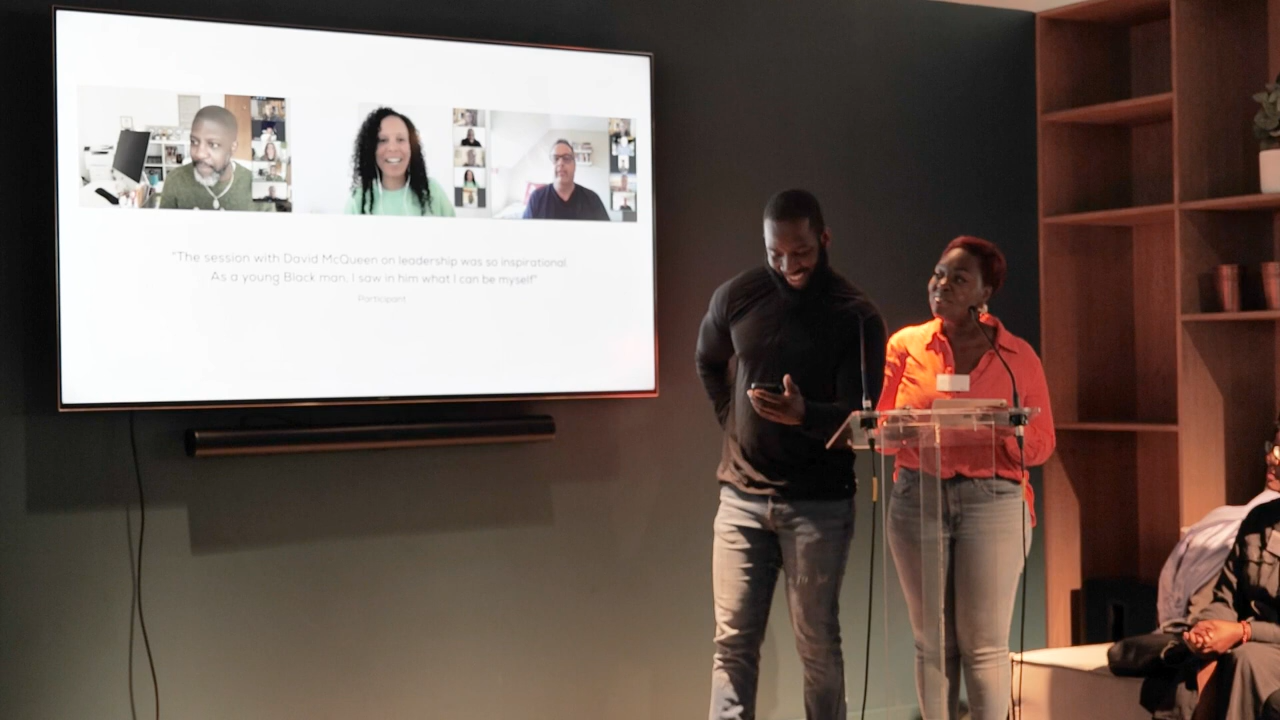 "The session with David McQueen on leadership was so inspirational.
As a young Black man, I saw in him what I can be myself"
Participant